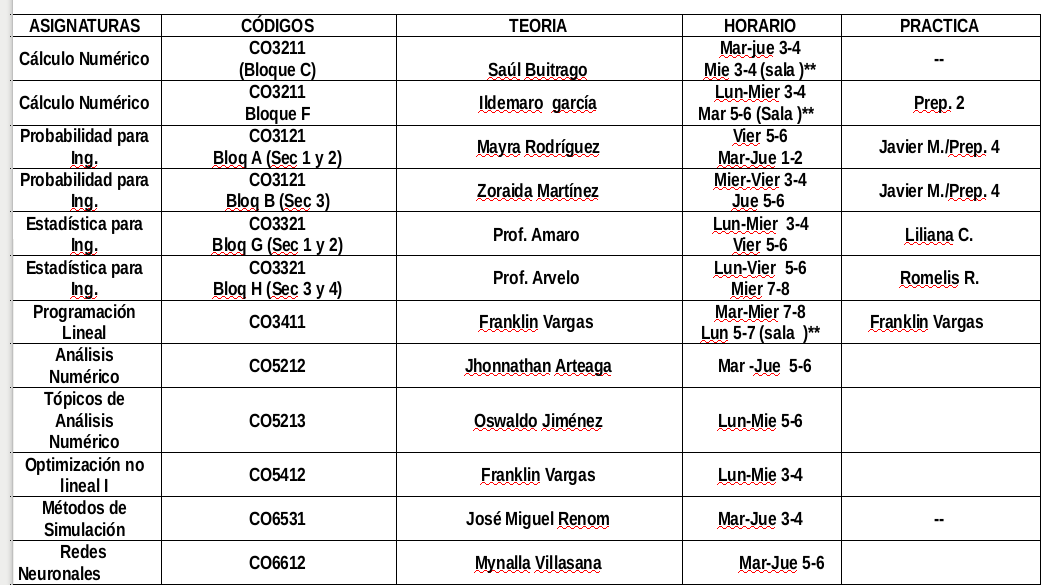 ASIGNATURAS CÓDIGOS TEORIA HORARIO PRACTICA
Cálculo Numérico CO3211 (Bloque C) Saúl Buitrago Mar-jue 3-4 Mie 3-4 (sala )** --
Cálculo Numérico CO3211 Bloque F Ildemaro garcía Lun-Mier 3-4 Mar 5-6 (Sala )** Prep. 2
Probabilidad para Ing. CO3121 Bloq A (Sec 1 y 2) Mayra Rodríguez Vier 5-6 Mar-Jue 1-2 Javier M./Prep. 4
Probabilidad para Ing. CO3121 Bloq B (Sec 3) Zoraida Martínez Mier-Vier 3-4 Jue 5-6 Javier M./Prep. 4
Estadística para Ing. CO3321 Bloq G (Sec 1 y 2) Prof. Amaro Lun-Mier 3-4 Vier 5-6 Liliana C.
Estadística para Ing. CO3321 Bloq H (Sec 3 y 4) Prof. Arvelo Lun-Vier 5-6 Mier 7-8 Romelis R.
Programación Lineal CO3411 Franklin Vargas Mar-Mier 7-8 Lun 5-7 (sala )** Franklin Vargas
Análisis Numérico CO5212 Jhonnathan Arteaga Mar -Jue 5-6
Tópicos de Análisis Numérico CO5213 Oswaldo Jiménez Lun-Mie 5-6
Optimización no lineal I CO5412 Franklin Vargas Lun-Mie 3-4
Métodos de Simulación CO6531 José Miguel Renom Mar-Jue 3-4 --
Redes Neuronales CO6612 Mynalla Villasana Mar-Jue 5-6